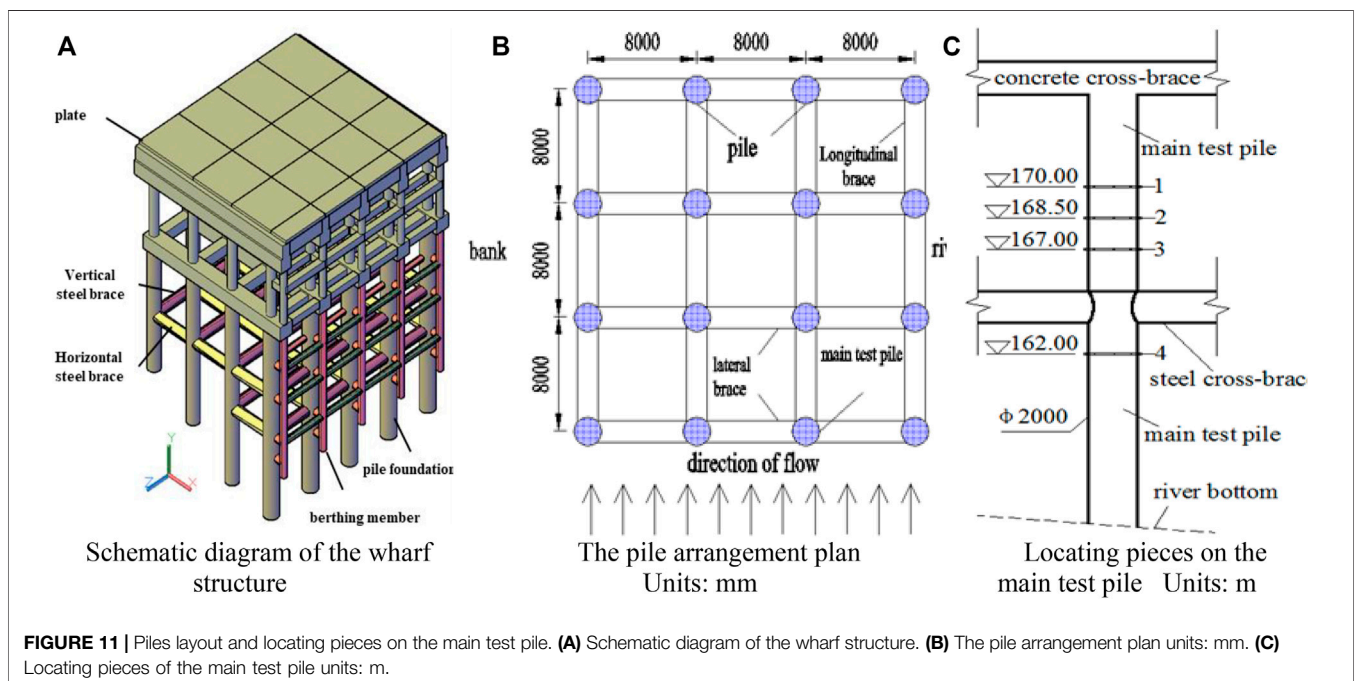 A
plate
Vertical
steel brace
Horizontal
steel brace
Y
Z
X
pile foundation
berthing member
Schematic diagram of the wharf
structure
B
8000
8000
8000
8000
8000
8000
pile
Longitudinal
brace
bank
lateral
brace
main test pile
direction of flow
The pile arrangement plan
Units: mm
C
concrete cross-brace
main test pile
170.00
1
168.50
2
167.00
3
162.00
4
steel cross-brac
Φ 2000
main test pile
river bottom
Locating pieces on the
main test pile Units: m
FIGURE 11 | Piles layout and locating pieces on the main test pile. (A) Schematic diagram of the wharf structure. (B) The pile arrangement plan units: mm. (C)
Locating pieces of the main test pile units: m.